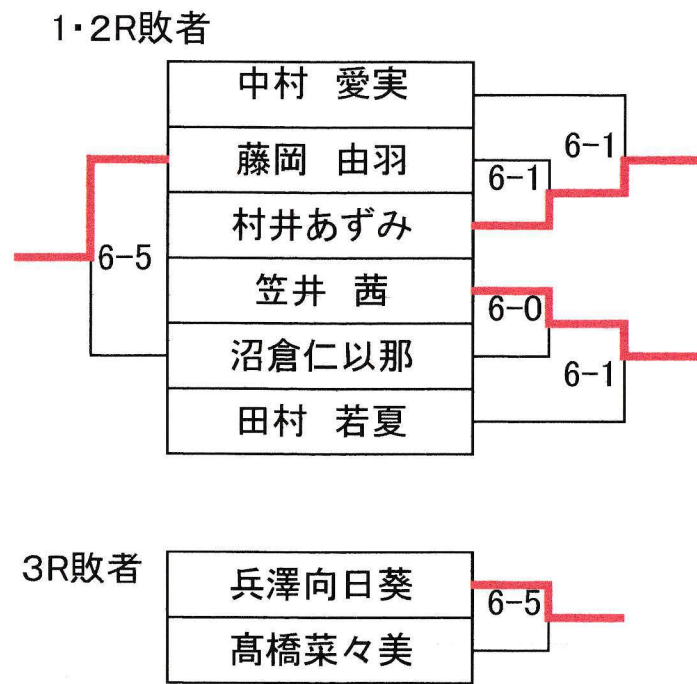 1・2R敗者
中村 愛実
6-1
藤岡 由羽
6-1
村井あずみ
6-5
笠井 茜
6-0
沼倉仁以那
6-1
田村 若夏
3R敗者
兵澤向日葵
6-5
髙橋菜々美